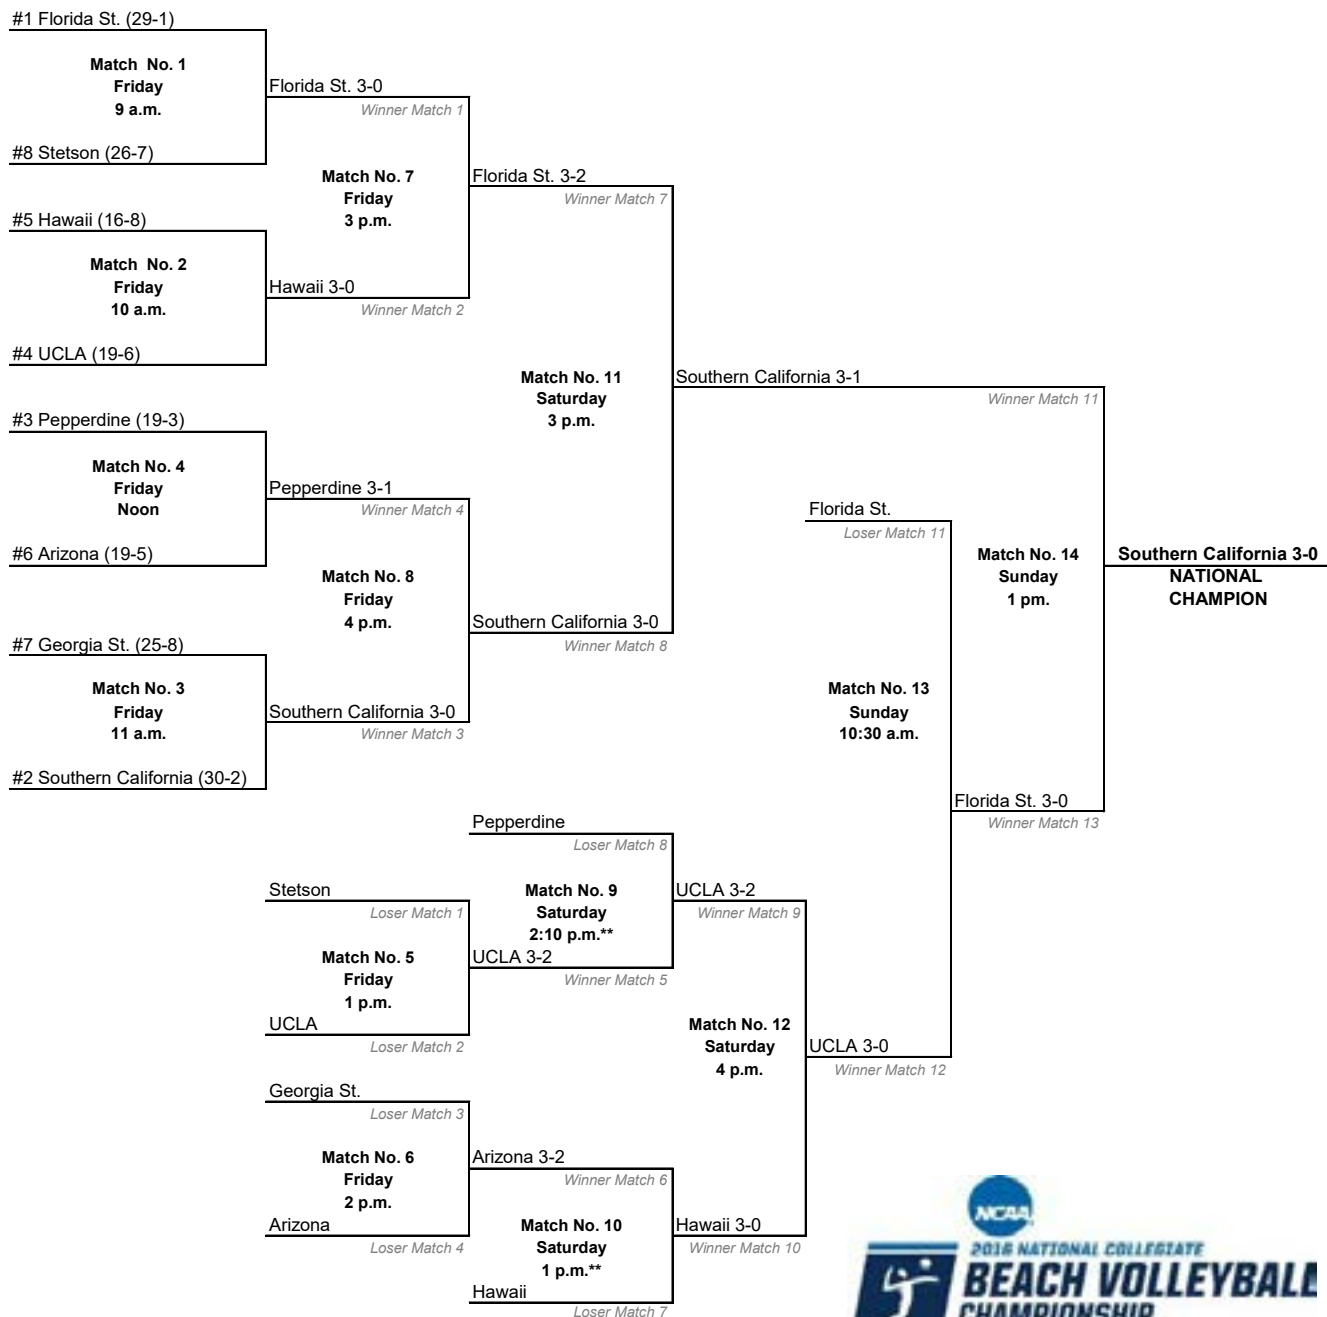 #1 Florida St. (29-1)
Match No. 1
Friday
9 a.m.
Florida St. 3-0
Winner Match 1
#8 Stetson (26-7)
Match No. 7
Friday
3 p.m.
Florida St. 3-2
Winner Match 7
#5 Hawaii (16-8)
Match No. 2
Friday
10 a.m.
Hawaii 3-0
Winner Match 2
#4 UCLA (19-6)
Match No. 11
Saturday
3 p.m.
Southern California 3-1
Winner Match 11
#3 Pepperdine (19-3)
Match No. 4
Friday
Noon
Pepperdine 3-1
Winner Match 4
#6 Arizona (19-5)
Match No. 8
Friday
4 p.m.
Southern California 3-0
Winner Match 8
#7 Georgia St. (25-8)
Match No. 3
Friday
11 a.m.
Southern California 3-0
Winner Match 3
#2 Southern California (30-2)
Florida St.
Loser Match 11
Match No. 14
Sunday
1 pm.
Southern California 3-0
NATIONAL
CHAMPION
Match No. 13
Sunday
10:30 a.m.
Florida St. 3-0
Winner Match 13
Pepperdine
Loser Match 8
Stetson
Loser Match 1
Match No. 9
Saturday
2:10 p.m.**
UCLA 3-2
Winner Match 9
Match No. 5
Friday
1 p.m.
UCLA 3-2
Winner Match 5
UCLA
Loser Match 2
Match No. 12
Saturday
4 p.m.
UCLA 3-0
Winner Match 12
Georgia St.
Loser Match 3
Match No. 6
Friday
2 p.m.
Arizona 3-2
Winner Match 6
Arizona
Loser Match 4
Match No. 10
Saturday
1 p.m.**
Hawaii 3-0
Winner Match 10
Hawaii
Loser Match 7
NCAA
2016 NATIONAL COLLEGIATE
BEACH VOLLEYBALL
CHAMPIONSHIP